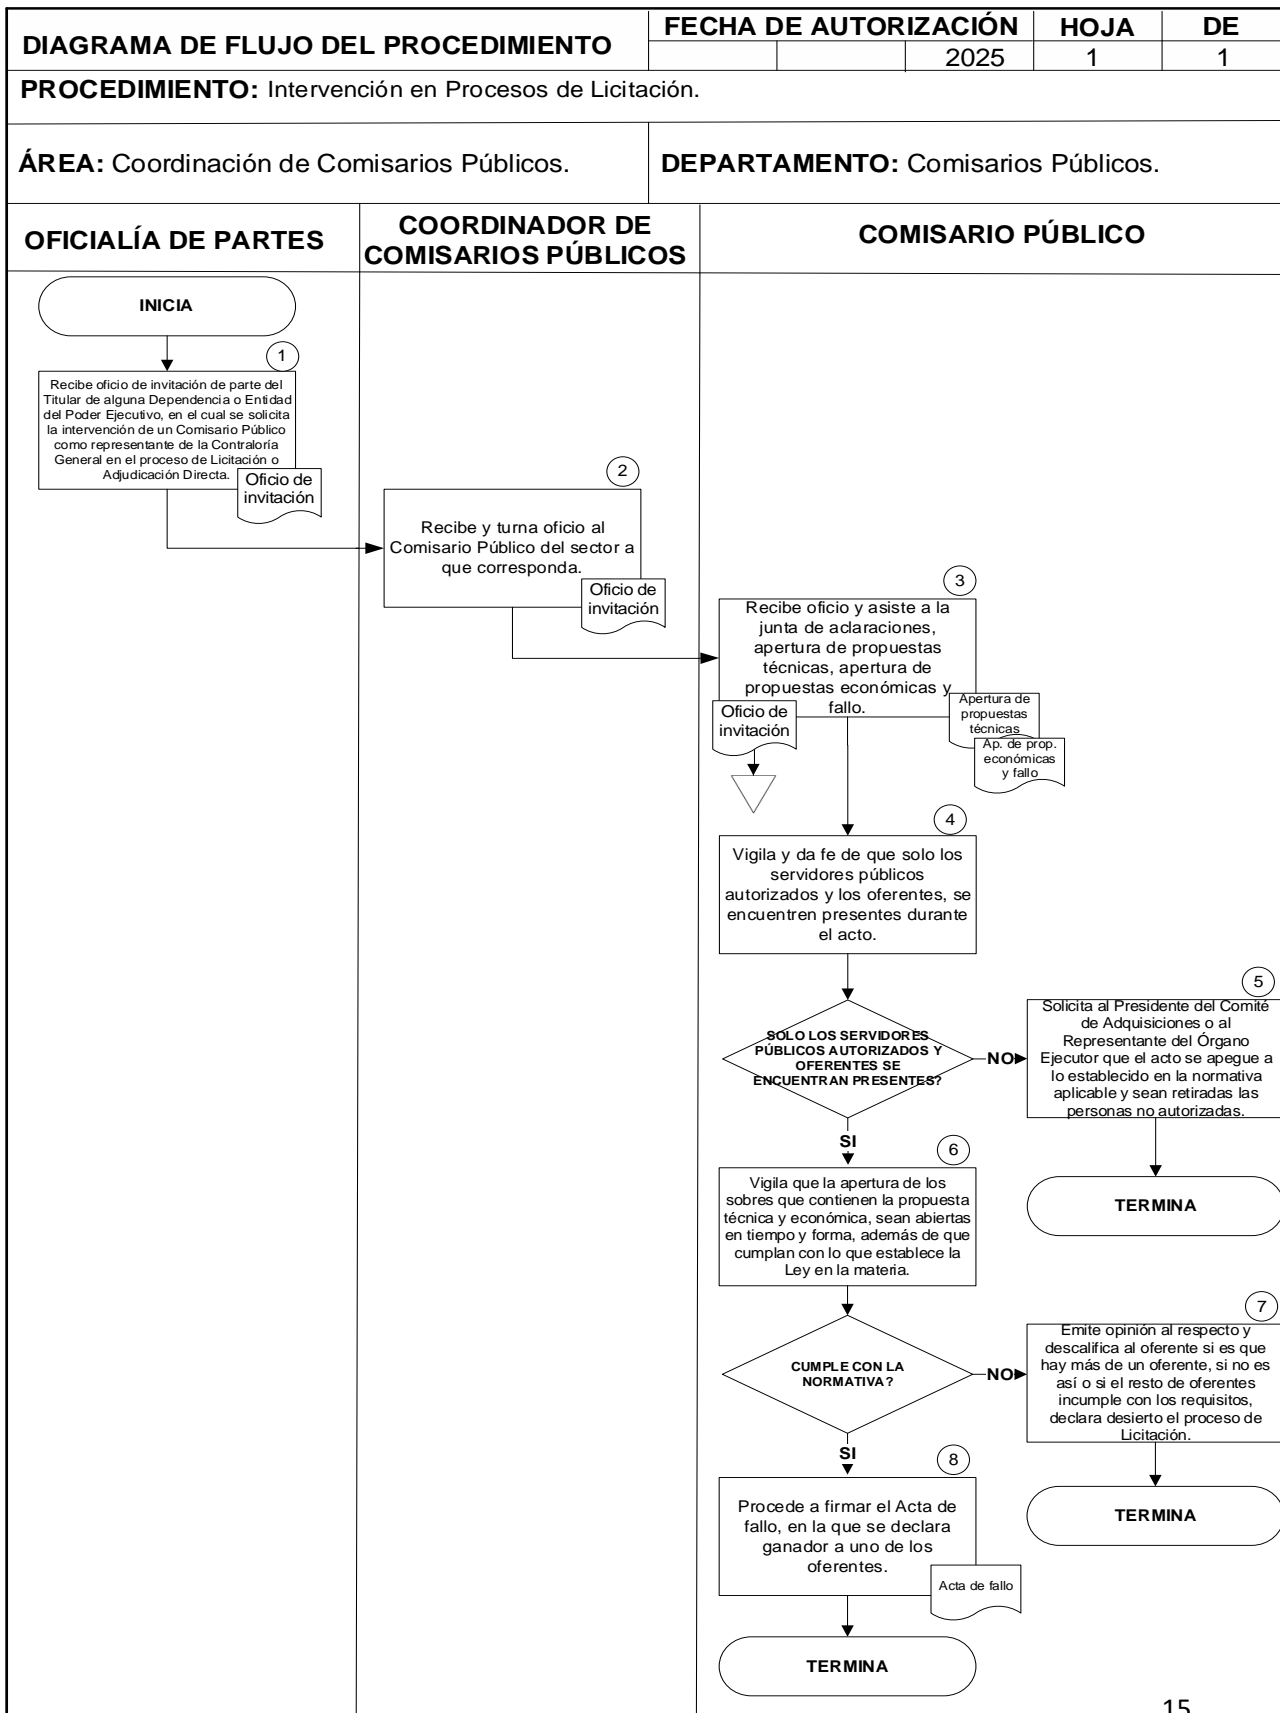 DIAGRAMA DE FLUJO DEL PROCEDIMIENTO
FECHA DE AUTORIZACIÓN
HOJA
DE
2025
1
1
PROCEDIMIENTO: Intervención en Procesos de Licitación.
ÁREA: Coordinación de Comisarios Públicos.
DEPARTAMENTO: Comisarios Públicos.
OFICIALÍA DE PARTES
COORDINADOR DE
COMISARIOS PÚBLICOS
COMISARIO PÚBLICO
INICIA
1
Recibe oficio de invitación de parte del
Titular de alguna Dependencia o Entidad
del Poder Ejecutivo, en el cual se solicita
la intervención de un Comisario Público
como representante de la Contraloría
General en el proceso de Licitación o
Adjudicación Directa.
Oficio de
invitación
2
Recibe y turna oficio al
Comisario Público del sector a
que corresponda.
Oficio de
invitación
3
Recibe oficio y asiste a la
junta de aclaraciones,
apertura de propuestas
técnicas, apertura de
propuestas económicas y
fallo.
Oficio de
invitación
Apertura de
propuestas
técnicas
Ap. de prop.
económicas
y fallo
4
Vigila y da fe de que solo los
servidores públicos
autorizados y los oferentes, se
encuentren presentes durante
el acto.
SOLO LOS SERVIDORES
PÚBLICOS AUTORIZADOS Y
OFERENTES SE
ENCUENTRAN PRESENTES?
NO
5
Solicita al Presidente del Comité
de Adquisiciones o al
Representante del Órgano
Ejecutor que el acto se apegue a
lo establecido en la normativa
aplicable y sean retiradas las
personas no autorizadas.
TERMINA
SI
6
Vigila que la apertura de los
sobres que contienen la propuesta
técnica y económica, sean abiertas
en tiempo y forma, además de que
cumplan con lo que establece la
Ley en la materia.
CUMPLE CON LA
NORMATIVA?
NO
7
Emite opinión al respecto y
descalifica al oferente si es que
hay más de un oferente, si no es
así o si el resto de oferentes
incumple con los requisitos,
declara desierto el proceso de
Licitación.
TERMINA
SI
8
Procede a firmar el Acta de
fallo, en la que se declara
ganador a uno de los
oferentes.
Acta de fallo
TERMINA
15